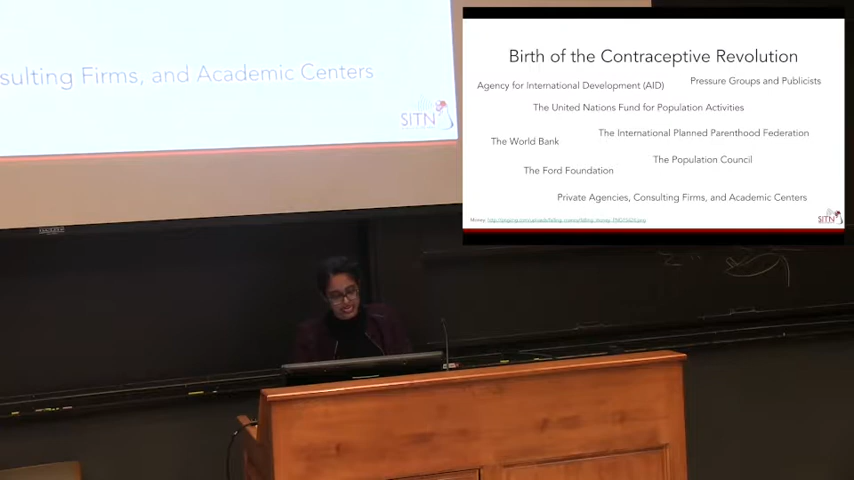 sulting Firms, and Academic Centers
SITN
Birth of the Contraceptive Revolution
Agency for International Development (AID)
Pressure Groups and Publicists
The United Nations Fund for Population Activities
The World Bank
The International Planned Parenthood Federation
The Population Council
The Ford Foundation
Private Agencies, Consulting Firms, and Academic Centers
Money:
SITN